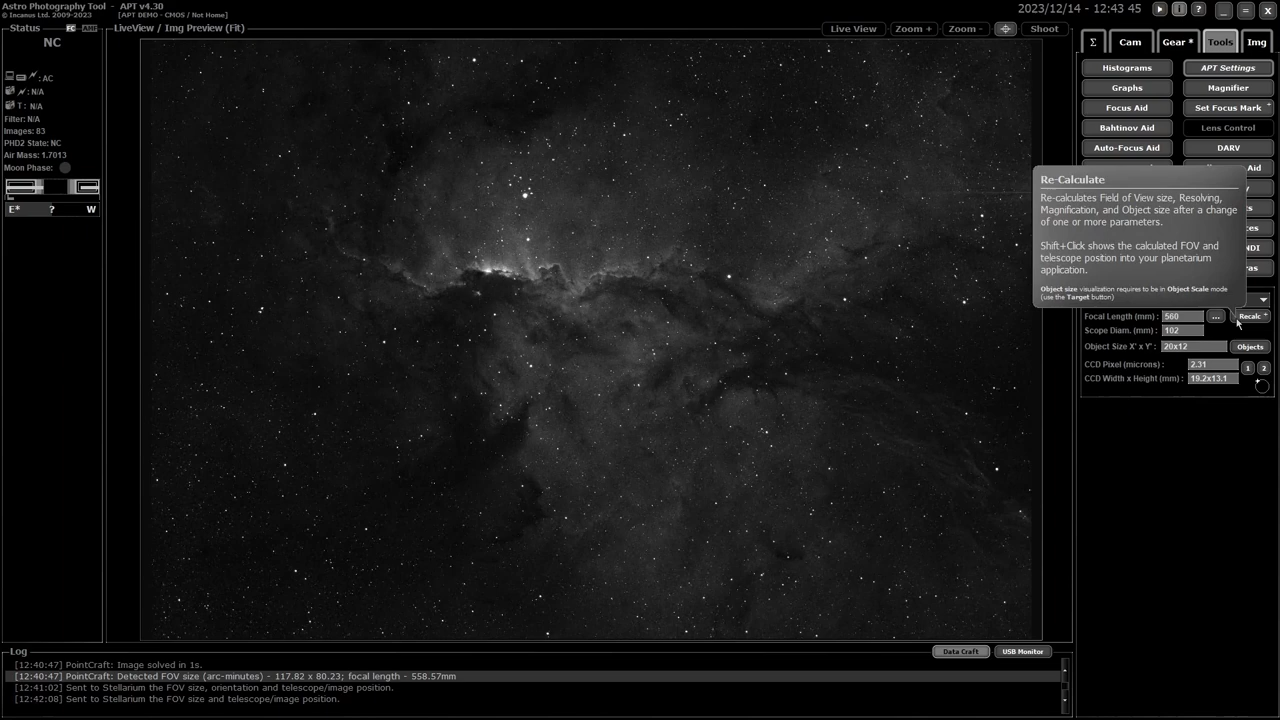 Astro Photography Tool - APT v4.30
© Incanus Ltd. 2009-2023 [APT DEMO - CMOS / Not Home]
2023/12/14 - 12:43 45
i ? _ = x
Status
NC
: AC
: N/A
T : N/A
Filter: N/A
Images: 83
PHD2 State: NC
Air Mass: 1.7013
Moon Phase:
E* ? W
LiveView / Img Preview (Fit)
Live View Zoom + Zoom - Shoot
Σ Cam Gear * Tools Img
Histograms APT Settings
Graphs Magnifier
Focus Aid Set Focus Mark +
Bahtinov Aid Lens Control
Auto-Focus Aid DARV
Aid
Re-Calculate
Re-calculates Field of View size, Resolving,
Magnification, and Object size after a change
of one or more parameters.
Shift+Click shows the calculated FOV and
telescope position into your planetarium
application.
Object size visualization requires to be in Object Scale mode
(use the Target button)
Focal Length (mm) : 560 ... Recalc +
Scope Diam. (mm) : 102
Object Size X' x Y' : 20x12 Objects
CCD Pixel (microns) : 2.31 1 2
CCD Width x Height (mm) : 19.2x13.1
Log
Data Craft USB Monitor
[12:40:47] PointCraft: Image solved in 1s.
[12:40:47] PointCraft: Detected FOV size (arc-minutes) - 117.82 x 80.23; focal length - 558.57mm
[12:41:02] Sent to Stellarium the FOV size, orientation and telescope/image position.
[12:42:08] Sent to Stellarium the FOV size and telescope/image position.